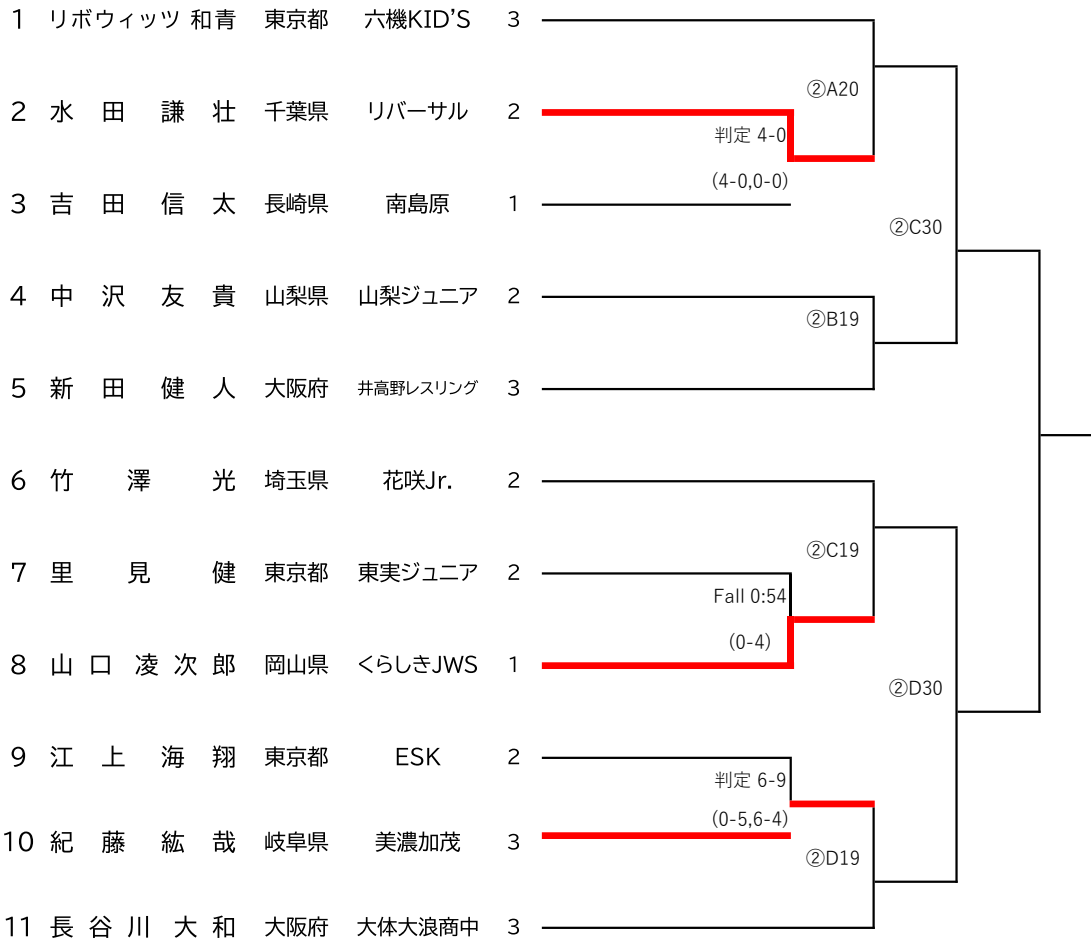 1 リボウィッツ 和青 東京都 六機KID'S 3
②A20
2 水田 謙壮 千葉県 リバーサル 2
判定 4-0
(4-0,0-0)
3 吉田 信太 長崎県 南島原 1
②C30
4 中沢 友貴 山梨県 山梨ジュニア 2
②B19
5 新田 健人 大阪府 井高野レスリング 3
6 竹澤 光 埼玉県 花咲Jr. 2
②C19
7 里見 健 東京都 東実ジュニア 2
Fall 0:54
(0-4)
8 山口 凌次郎 岡山県 くらしきJWS 1
②D30
9 江上 海翔 東京都 ESK 2
判定 6-9
(0-5,6-4)
10 紀藤 紘哉 岐阜県 美濃加茂 3
②D19
11 長谷川 大和 大阪府 大体大浪商中 3